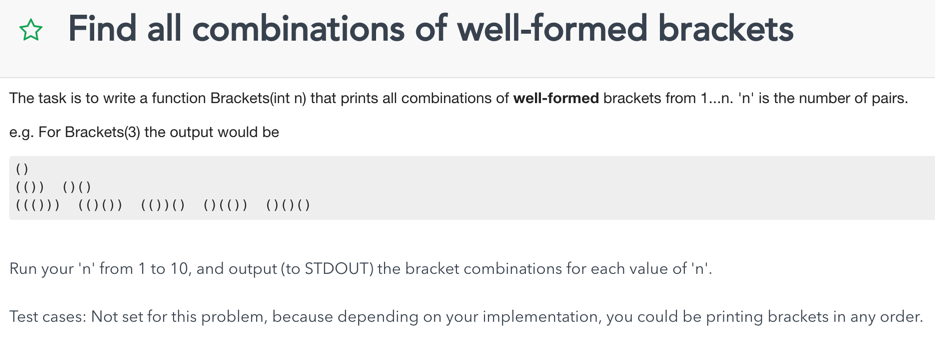 Find all combinations of well-formed brackets
The task is to write a function Brackets(int n) that prints all combinations of well-formed brackets from 1...n. 'n' is the number of pairs.
e.g. For Brackets(3) the output would be
()
(()) ()()
((())) (()()) (())() ()(()) ()()()
Run your 'n' from 1 to 10, and output (to STDOUT) the bracket combinations for each value of 'n'.
Test cases: Not set for this problem, because depending on your implementation, you could be printing brackets in any order.